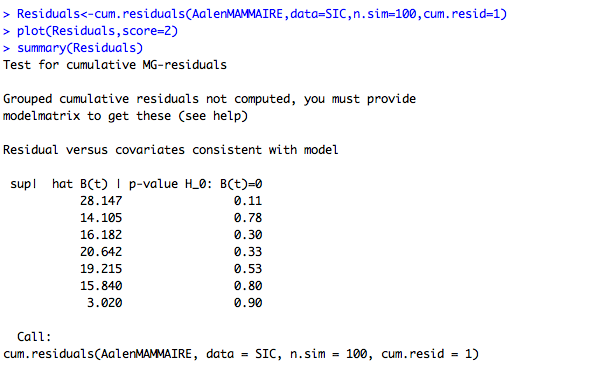 > Residuals<-cum.residuals(AalenMAMMAIRE,data=SIC,n.sim=100,cum.resid=1)
> plot(Residuals,score=2)
> summary(Residuals)
Test for cumulative MG-residuals
Grouped cumulative residuals not computed, you must provide
modelmatrix to get these (see help)
Residual versus covariates consistent with model
sup|  hat B(t) | p-value H_0: B(t)=0
28.147 0.11
14.105 0.78
16.182 0.30
20.642 0.33
19.215 0.53
15.840 0.80
3.020 0.90
Call:
cum.residuals(AalenMAMMAIRE, data = SIC, n.sim = 100, cum.resid = 1)